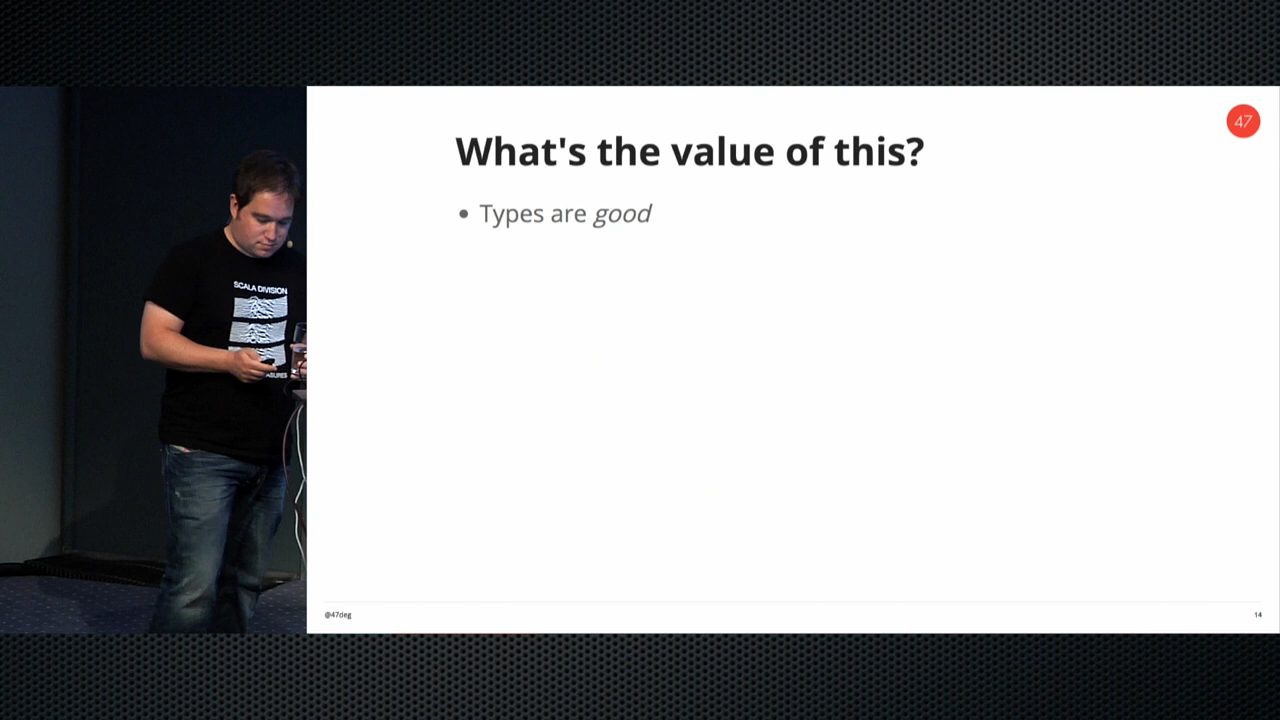 47
What's the value of this?
• Types are good
SCALA DIVISION
@47deg
14